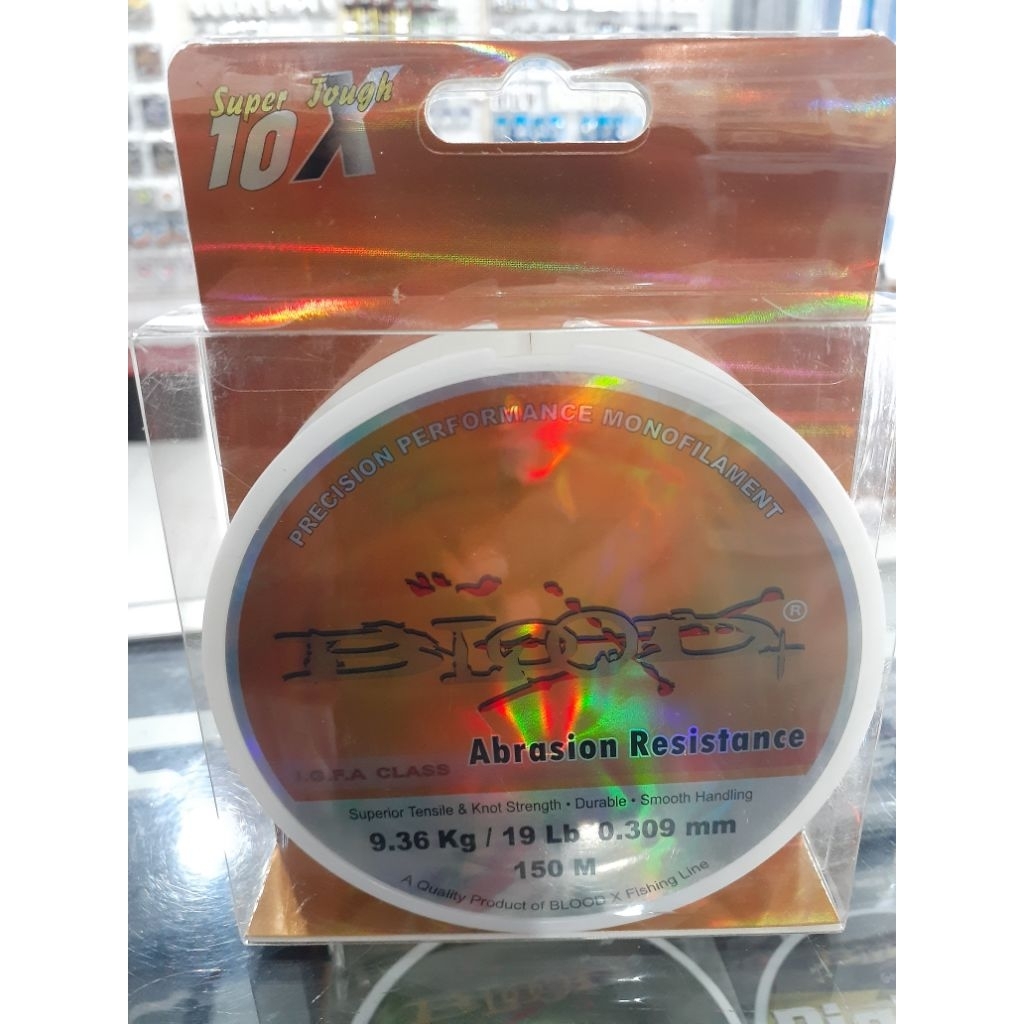 Super Tough
10X
PRECISION PERFORMANCE MONOFILAMENT
BLOOD ®
Abrasion Resistance
I.G.F.A CLASS
Superior Tensile & Knot Strength • Durable • Smooth Handling
9.36 Kg / 19 Lb 0.309 mm
150 M
A Quality Product of BLOOD X Fishing Line